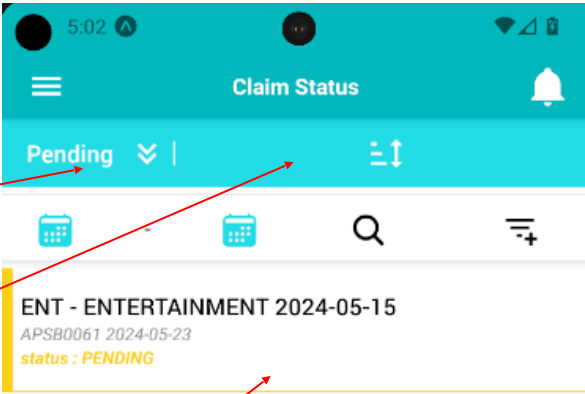 5:02
Claim Status
Pending
-
ENT - ENTERTAINMENT 2024-05-15
APSB0061 2024-05-23
status : PENDING